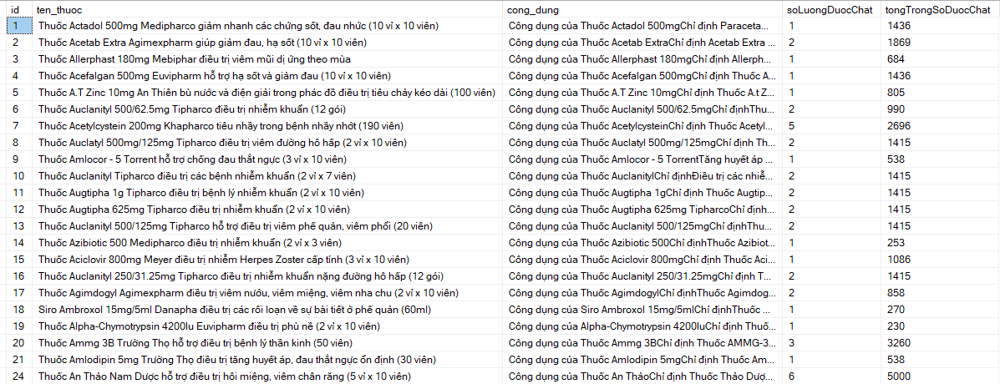 id ten_thuoc cong_dung soLuongDuocChat tongTrongSoDuocChat
1 Thuốc Actadol 500mg Medipharco giảm nhanh các chứng sốt, đau nhức (10 vỉ x 10 viên) Công dụng của Thuốc Actadol 500mgChỉ định Paraceta... 1 1436
2 Thuốc Acetab Extra Agimexpharm giúp giảm đau, hạ sốt (10 vỉ x 10 viên) Công dụng của Thuốc Acetab ExtraChỉ định Acetab Extra ... 2 1869
3 Thuốc Allerphast 180mg Mebiphar điều trị viêm mũi dị ứng theo mùa Công dụng của Thuốc Allerphast 180mgChỉ định Allerph... 1 684
4 Thuốc Acefalgan 500mg Euvipharm hỗ trợ hạ sốt và giảm đau (10 vỉ x 10 viên) Công dụng của Thuốc Acefalgan 500mgChỉ định Thuốc A... 1 1436
5 Thuốc A.T Zinc 10mg An Thiên bù nước và điện giải trong phác đồ điều trị tiêu chảy kéo dài (100 viên) Công dụng của Thuốc A.T Zinc 10mgChỉ định Thuốc A.t Z... 1 805
6 Thuốc Auclanityl 500/62.5mg Tipharco điều trị nhiễm khuẩn (12 gói) Công dụng của Thuốc Auclanityl 500/62.5mgChỉ địnhThu... 2 990
7 Thuốc Acetylcystein 200mg Khapharco tiêu nhầy trong bệnh nhầy nhớt (190 viên) Công dụng của Thuốc AcetylcysteinChỉ định Thuốc Acetyl... 5 2696
8 Thuốc Auclatyl 500mg/125mg Tipharco điều trị viêm đường hô hấp (2 vỉ x 10 viên) Công dụng của Thuốc Auclatyl 500mg/125mgChỉ định Th... 2 1415
9 Thuốc Amlocor - 5 Torrent hỗ trợ chống đau thắt ngực (3 vỉ x 10 viên) Công dụng của Thuốc Amlocor - 5 TorrentTăng huyết áp ... 1 538
10 Thuốc Auclanityl Tipharco điều trị các bệnh nhiễm khuẩn (2 vỉ x 7 viên) Công dụng của Thuốc AuclanitylChỉ địnhĐiều trị các nhiễ... 2 1415
11 Thuốc Augtipha 1g Tipharco điều trị bệnh lý nhiễm khuẩn (2 vỉ x 10 viên) Công dụng của Thuốc Augtipha 1gChỉ định Thuốc Augtip... 2 1415
12 Thuốc Augtipha 625mg Tipharco điều trị nhiễm khuẩn (2 vỉ x 10 viên) Công dụng của Thuốc Augtipha 625mg TipharcoChỉ định... 2 1415
13 Thuốc Auclanityl 500/125mg Tipharco hỗ trợ điều trị viêm phế quản, viêm phổi (20 viên) Công dụng của Thuốc Auclanityl 500/125mgChỉ địnhThu... 2 1415
14 Thuốc Azibiotic 500 Medipharco điều trị nhiễm khuẩn (2 vỉ x 3 viên) Công dụng của Thuốc Azibiotic 500Chỉ địnhThuốc Azibiot... 1 253
15 Thuốc Aciclovir 800mg Meyer điều trị nhiễm Herpes Zoster cấp tính (3 vỉ x 10 viên) Công dụng của Thuốc Aciclovir 800mgChỉ định Thuốc Aci... 1 1086
16 Thuốc Auclanityl 250/31.25mg Tipharco điều trị nhiễm khuẩn nặng đường hô hấp (12 gói) Công dụng của Thuốc Auclanityl 250/31.25mgChỉ định T... 2 1415
17 Thuốc Agimdogyl Agimexpharm điều trị viêm nướu, viêm miệng, viêm nha chu (2 vỉ x 10 viên) Công dụng của Thuốc AgimdogylChỉ địnhThuốc Agimdog... 2 858
18 Siro Ambroxol 15mg/5ml Danapha điều trị các rối loạn về sự bài tiết ở phế quản (60ml) Công dụng của Siro Ambroxol 15mg/5mlChỉ địnhThuốc ... 1 270
19 Thuốc Alpha-Chymotrypsin 4200Iu Euvipharm điều trị phù nề (2 vỉ x 10 viên) Công dụng của Alpha-Chymotrypsin 4200IuChỉ định Thuố... 1 230
20 Thuốc Ammg 3B Trường Thọ hỗ trợ điều trị bệnh lý thần kinh (50 viên) Công dụng của Thuốc Ammg 3BChỉ định Thuốc AMMG-3... 3 3260
21 Thuốc Amlodipin 5mg Trường Thọ điều trị tăng huyết áp, đau thắt ngực ổn định (30 viên) Công dụng của Thuốc Amlodipin 5mgChỉ định Thuốc Am... 1 538
24 Thuốc An Thảo Nam Dược hỗ trợ điều trị hôi miệng, viêm chân răng (5 vỉ x 10 viên) Công dụng của Thuốc An ThảoChỉ định Thuốc Thảo Dượ... 6 5000